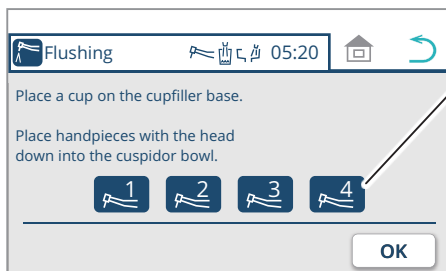 Flushing 05:20
Place a cup on the cupfiller base.
Place handpieces with the head
down into the cuspidor bowl.
1 2 3 4
OK